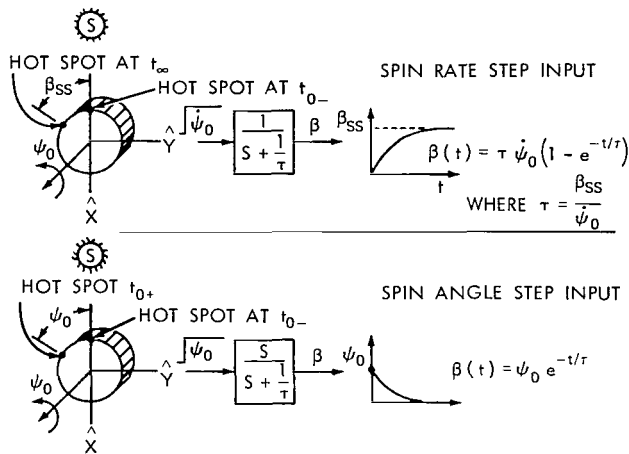 S
HOT SPOT AT t∞
βSS
HOT SPOT AT t0−
SPIN RATE STEP INPUT
ψ0
Ŷ
X̂
ψ̇0
1
S + 1/τ
β
βSS
t
β(t) = τ ψ̇0(1 − e^−t/τ)
WHERE τ = βSS/ψ̇0
S
HOT SPOT t0+
ψ0
HOT SPOT AT t0−
SPIN ANGLE STEP INPUT
ψ0
Ŷ
X̂
ψ0
S
S + 1/τ
β
ψ0
β(t) = ψ0 e^−t/τ